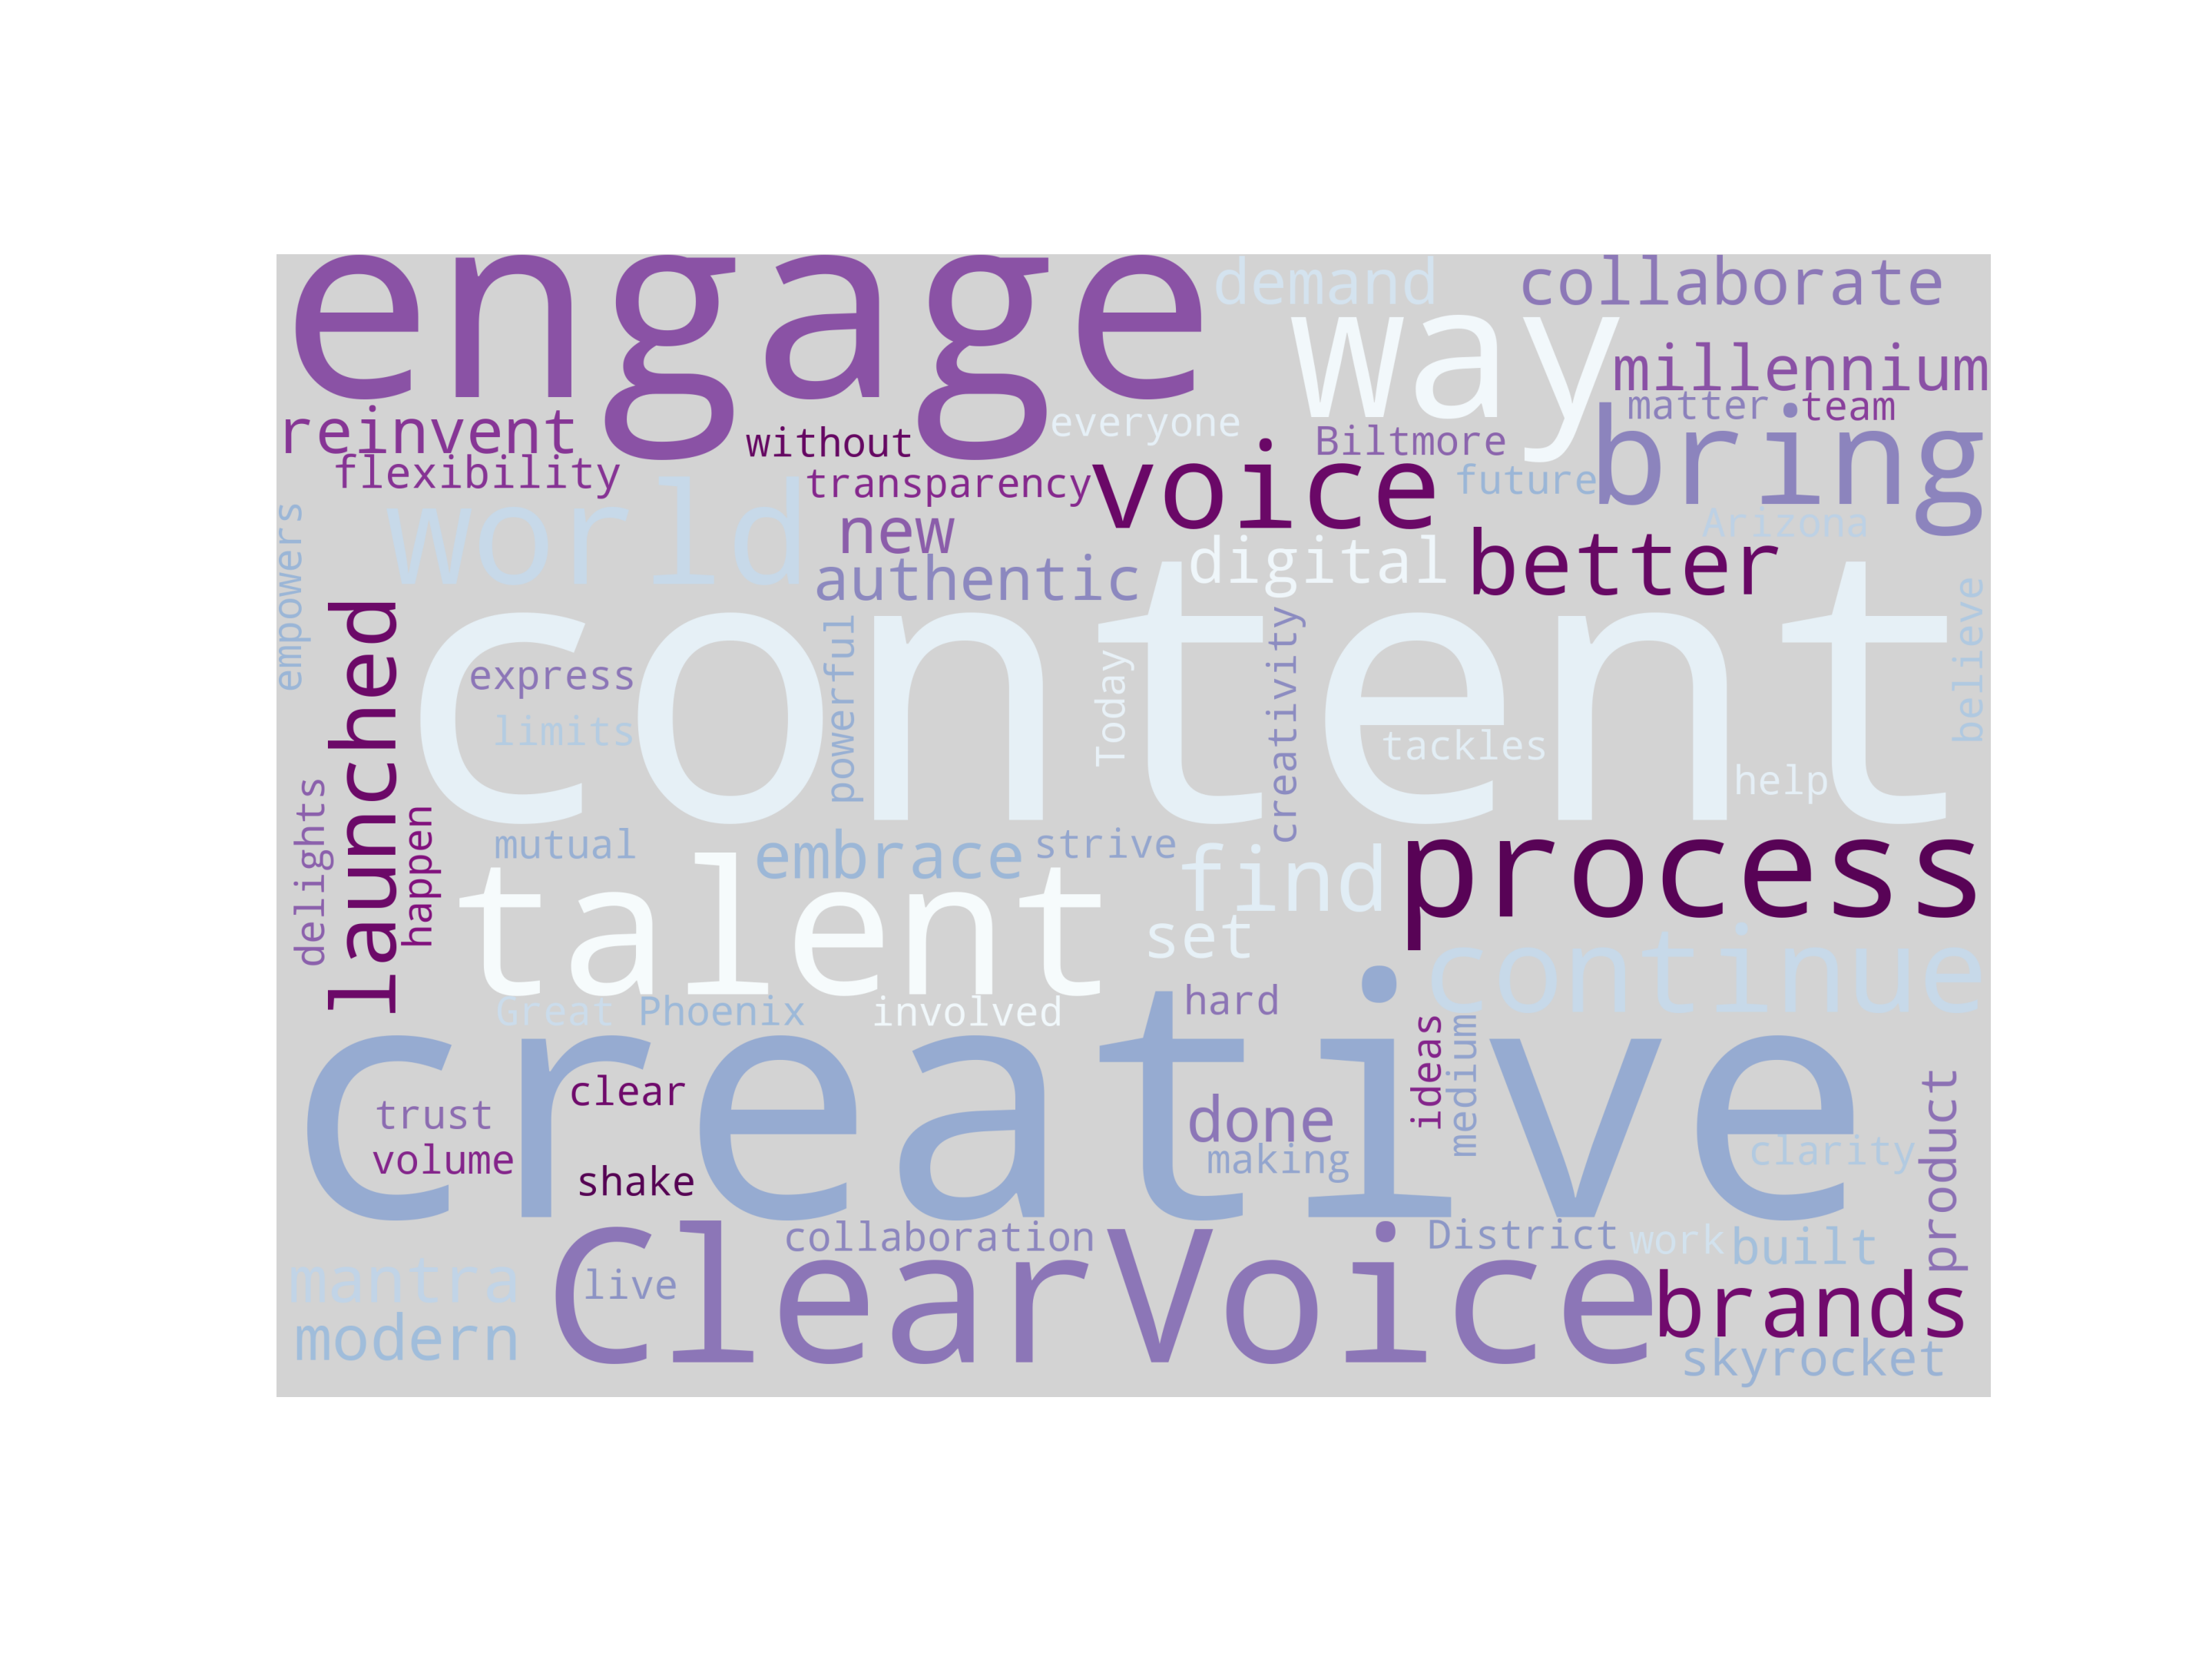 engage
demand
collaborate
way
millennium
matter
team
reinvent
without
everyone
Biltmore
bring
flexibility
transparency
voice
future
world
new
Arizona
empowers
authentic
digital
better
launched
content
express
powerful
Today
creativity
believe
limits
tackles
help
delights
happen
mutual
embrace
strive
find
process
talent
set
continue
Great
Phoenix
involved
hard
creative
ideas
medium
clear
trust
done
volume
making
clarity
product
shake
collaboration
District
work
built
mantra
live
ClearVoice
brands
modern
skyrocket